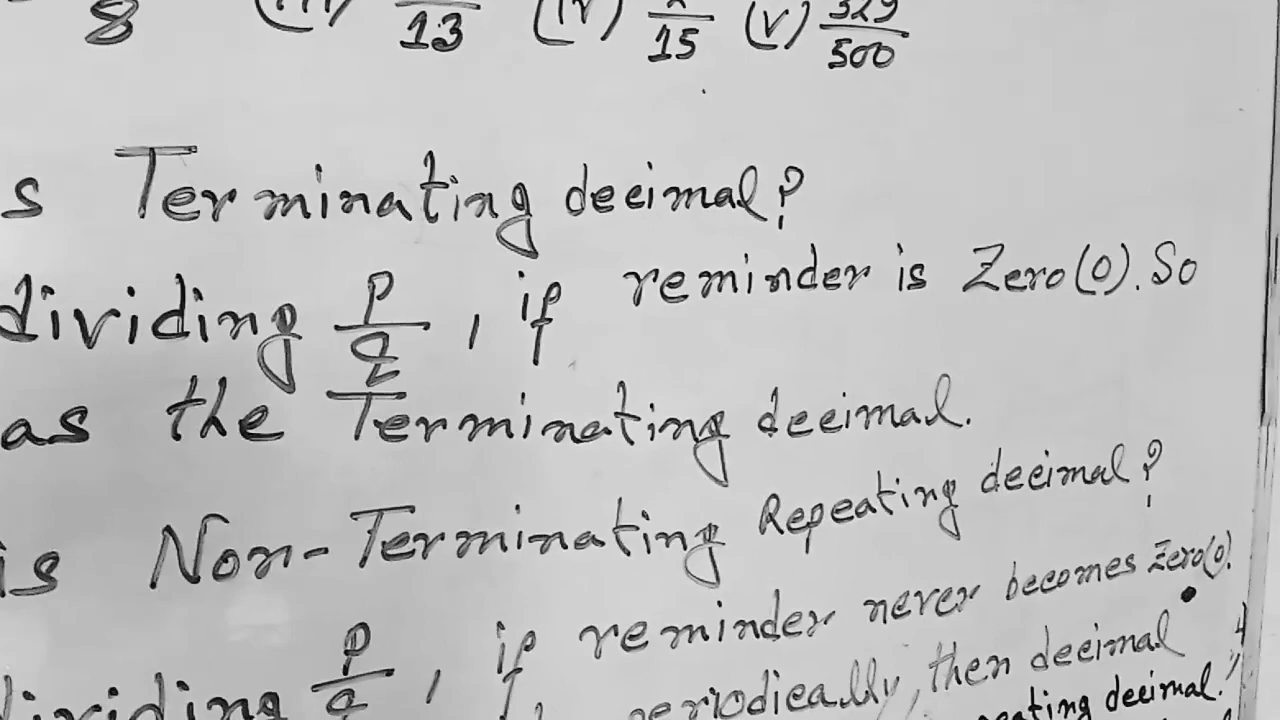 8 (iii) 13 (iv) 15 (v) 329/500
s Terminating decimal?
dividing p/q, if reminder is Zero(0). So
as the Terminating decimal.
is Non-Terminating Repeating decimal?
dividing p/q, if reminder never becomes Zero(0).
periodically, then decimal
eating decimal."